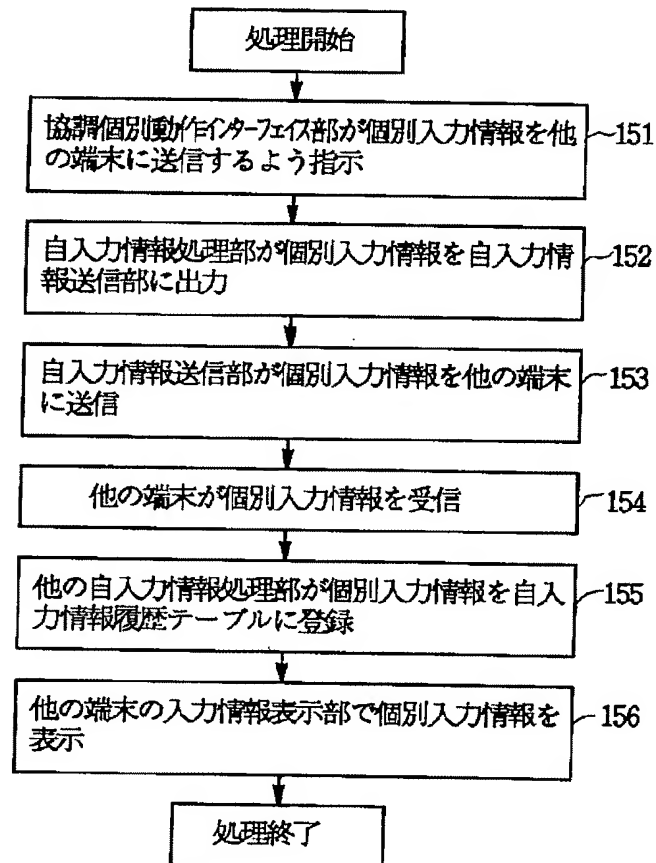 処理開始
協調個別動作インターフェイス部が個別入力情報を他
の端末に送信するよう指示
151
自入力情報処理部が個別入力情報を自入力情
報送信部に出力
152
自入力情報送信部が個別入力情報を他の端末
に送信
153
他の端末が個別入力情報を受信
154
他の自入力情報処理部が個別入力情報を自入
力情報履歴テーブルに登録
155
他の端末の入力情報表示部で個別入力情報を
表示
156
処理終了